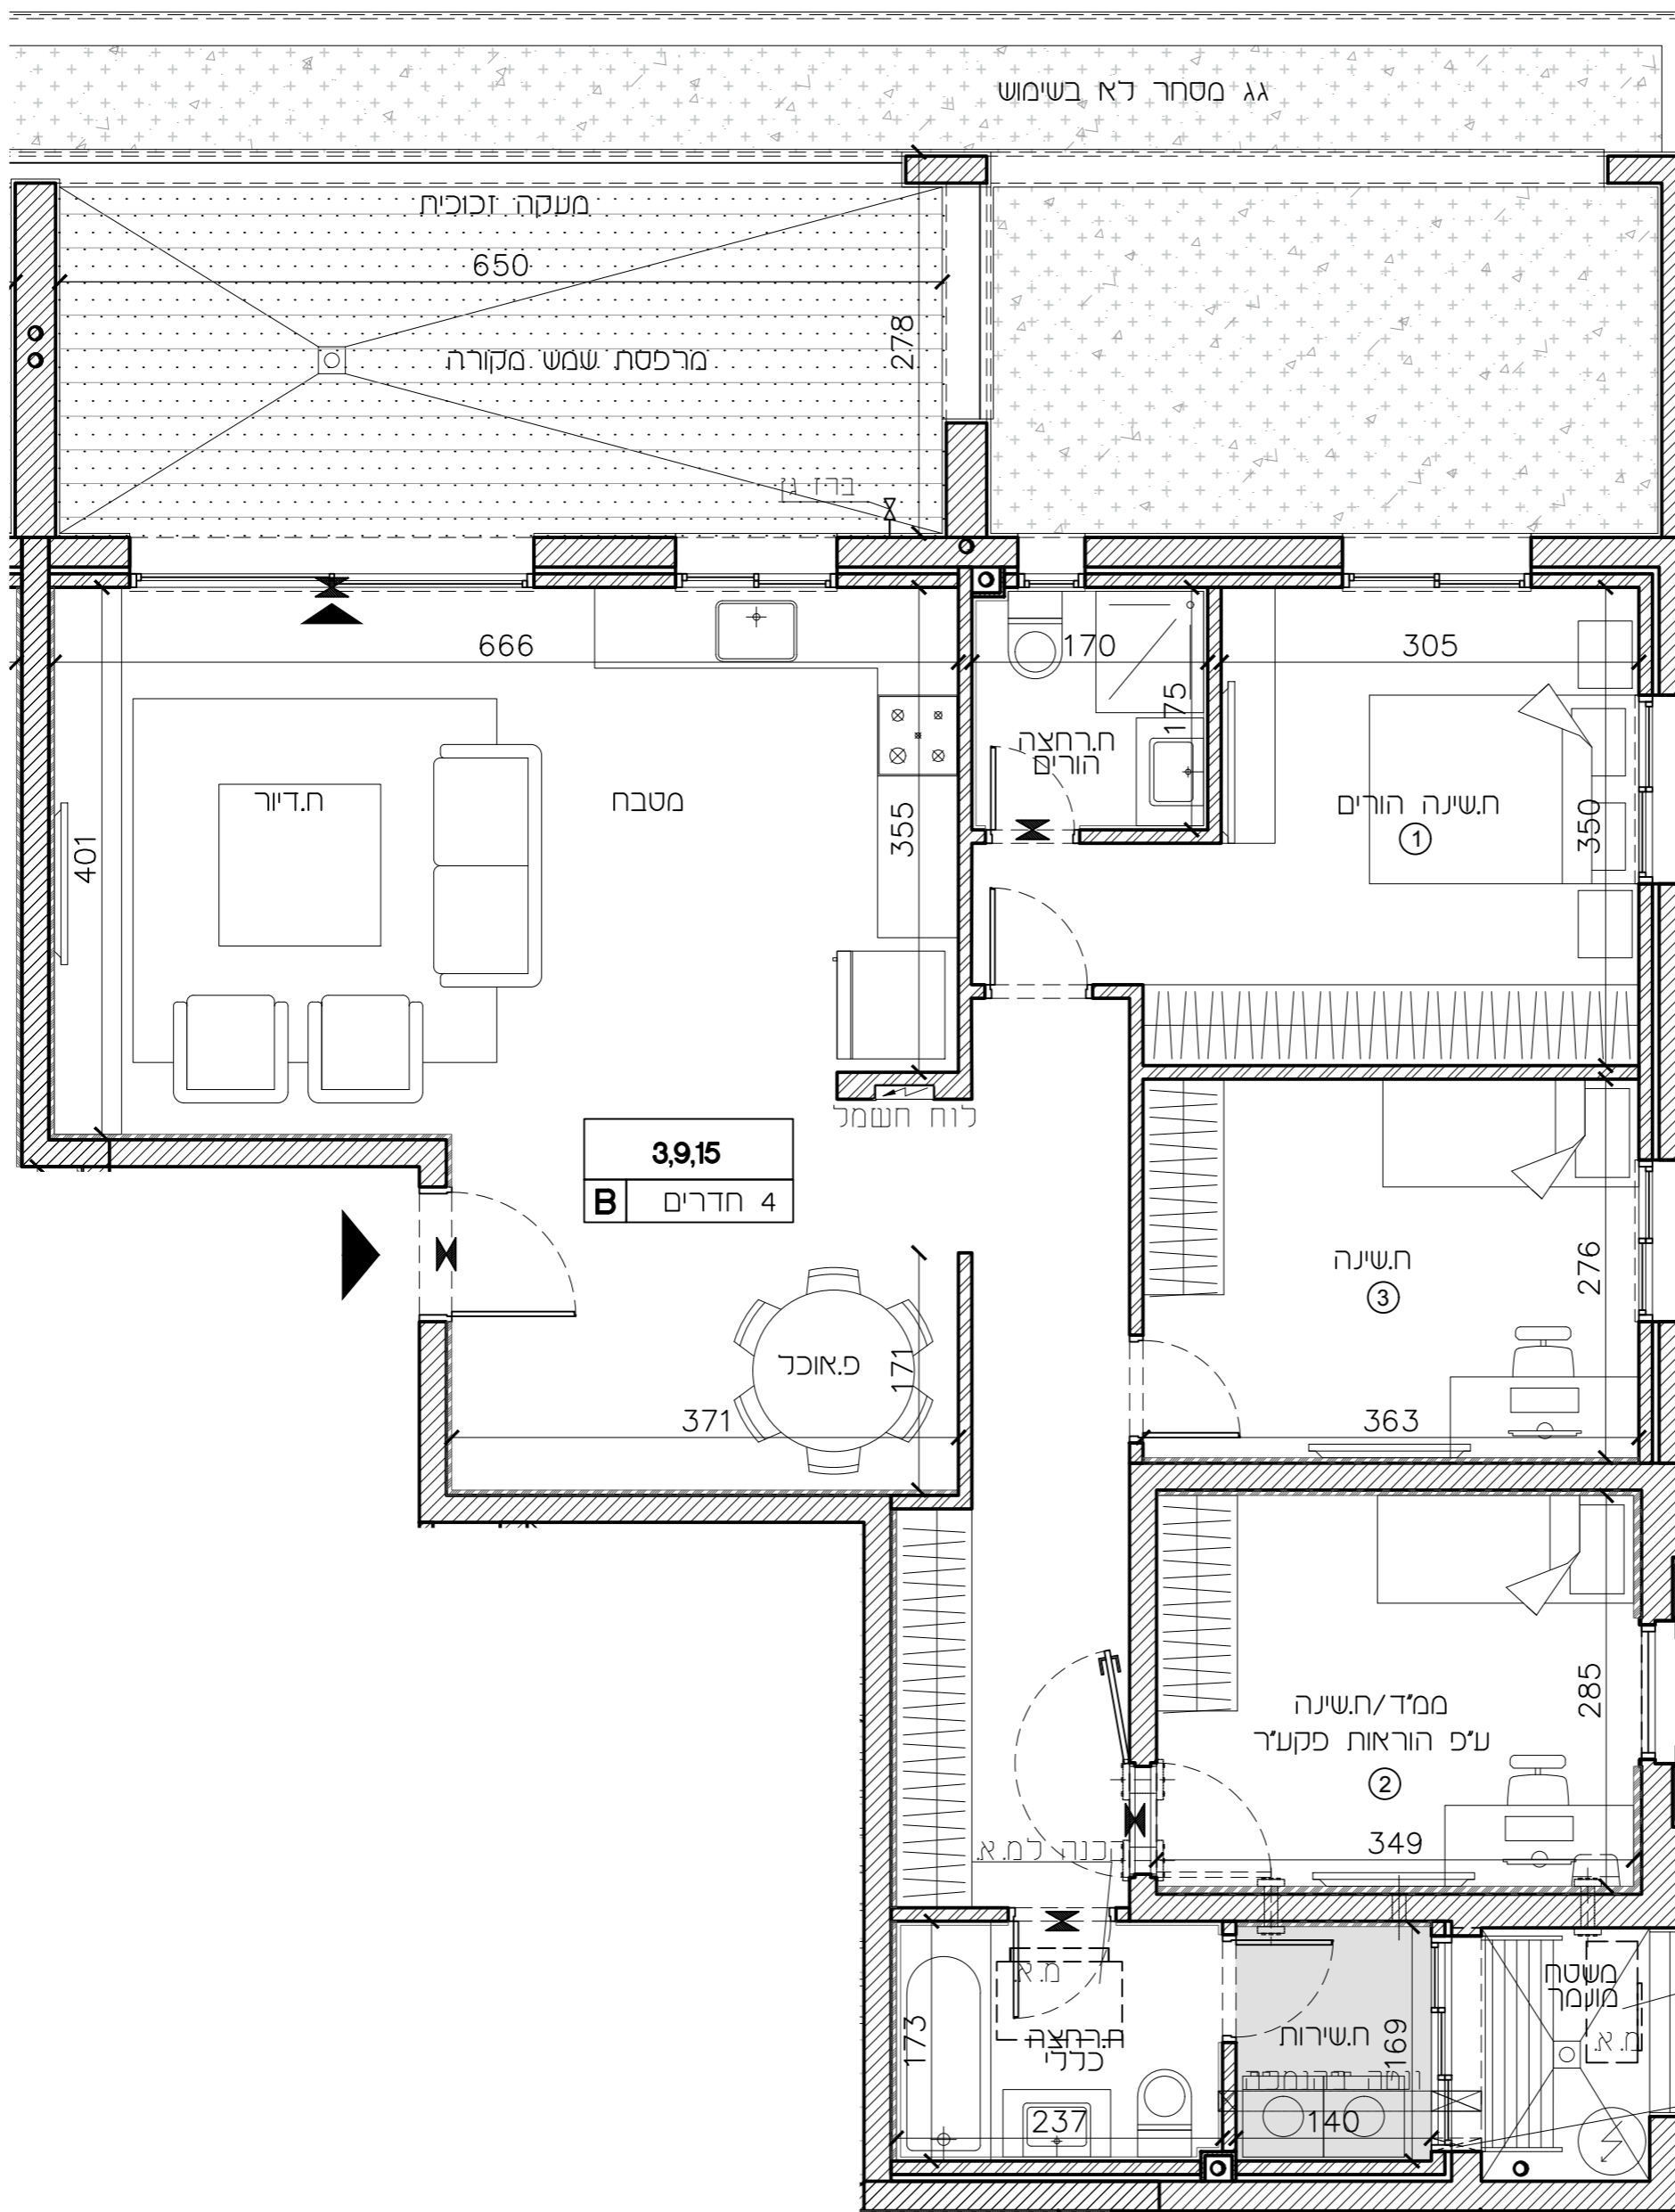 גג מסחר לא בשימוש
מעקה זכוכית
650
278
מרפסת שמש מקורה
ברז גן
666
170
305
175
ח.רחצה
הורים
ח.דיור
מטבח
ח.שינה הורים
1
350
355
401
לוח חשמל
3,9,15
B
4 חדרים
ח.שינה
3
276
פ.אוכל
171
371
363
ממ"ד/ח.שינה
ע"פ הוראות פקע"ר
2
285
349
הכנה למ.א.
מ.א.
משטח
מונמך
מ.א.
173
ח.רחצה
כללי
ח.שירות
169
237
140